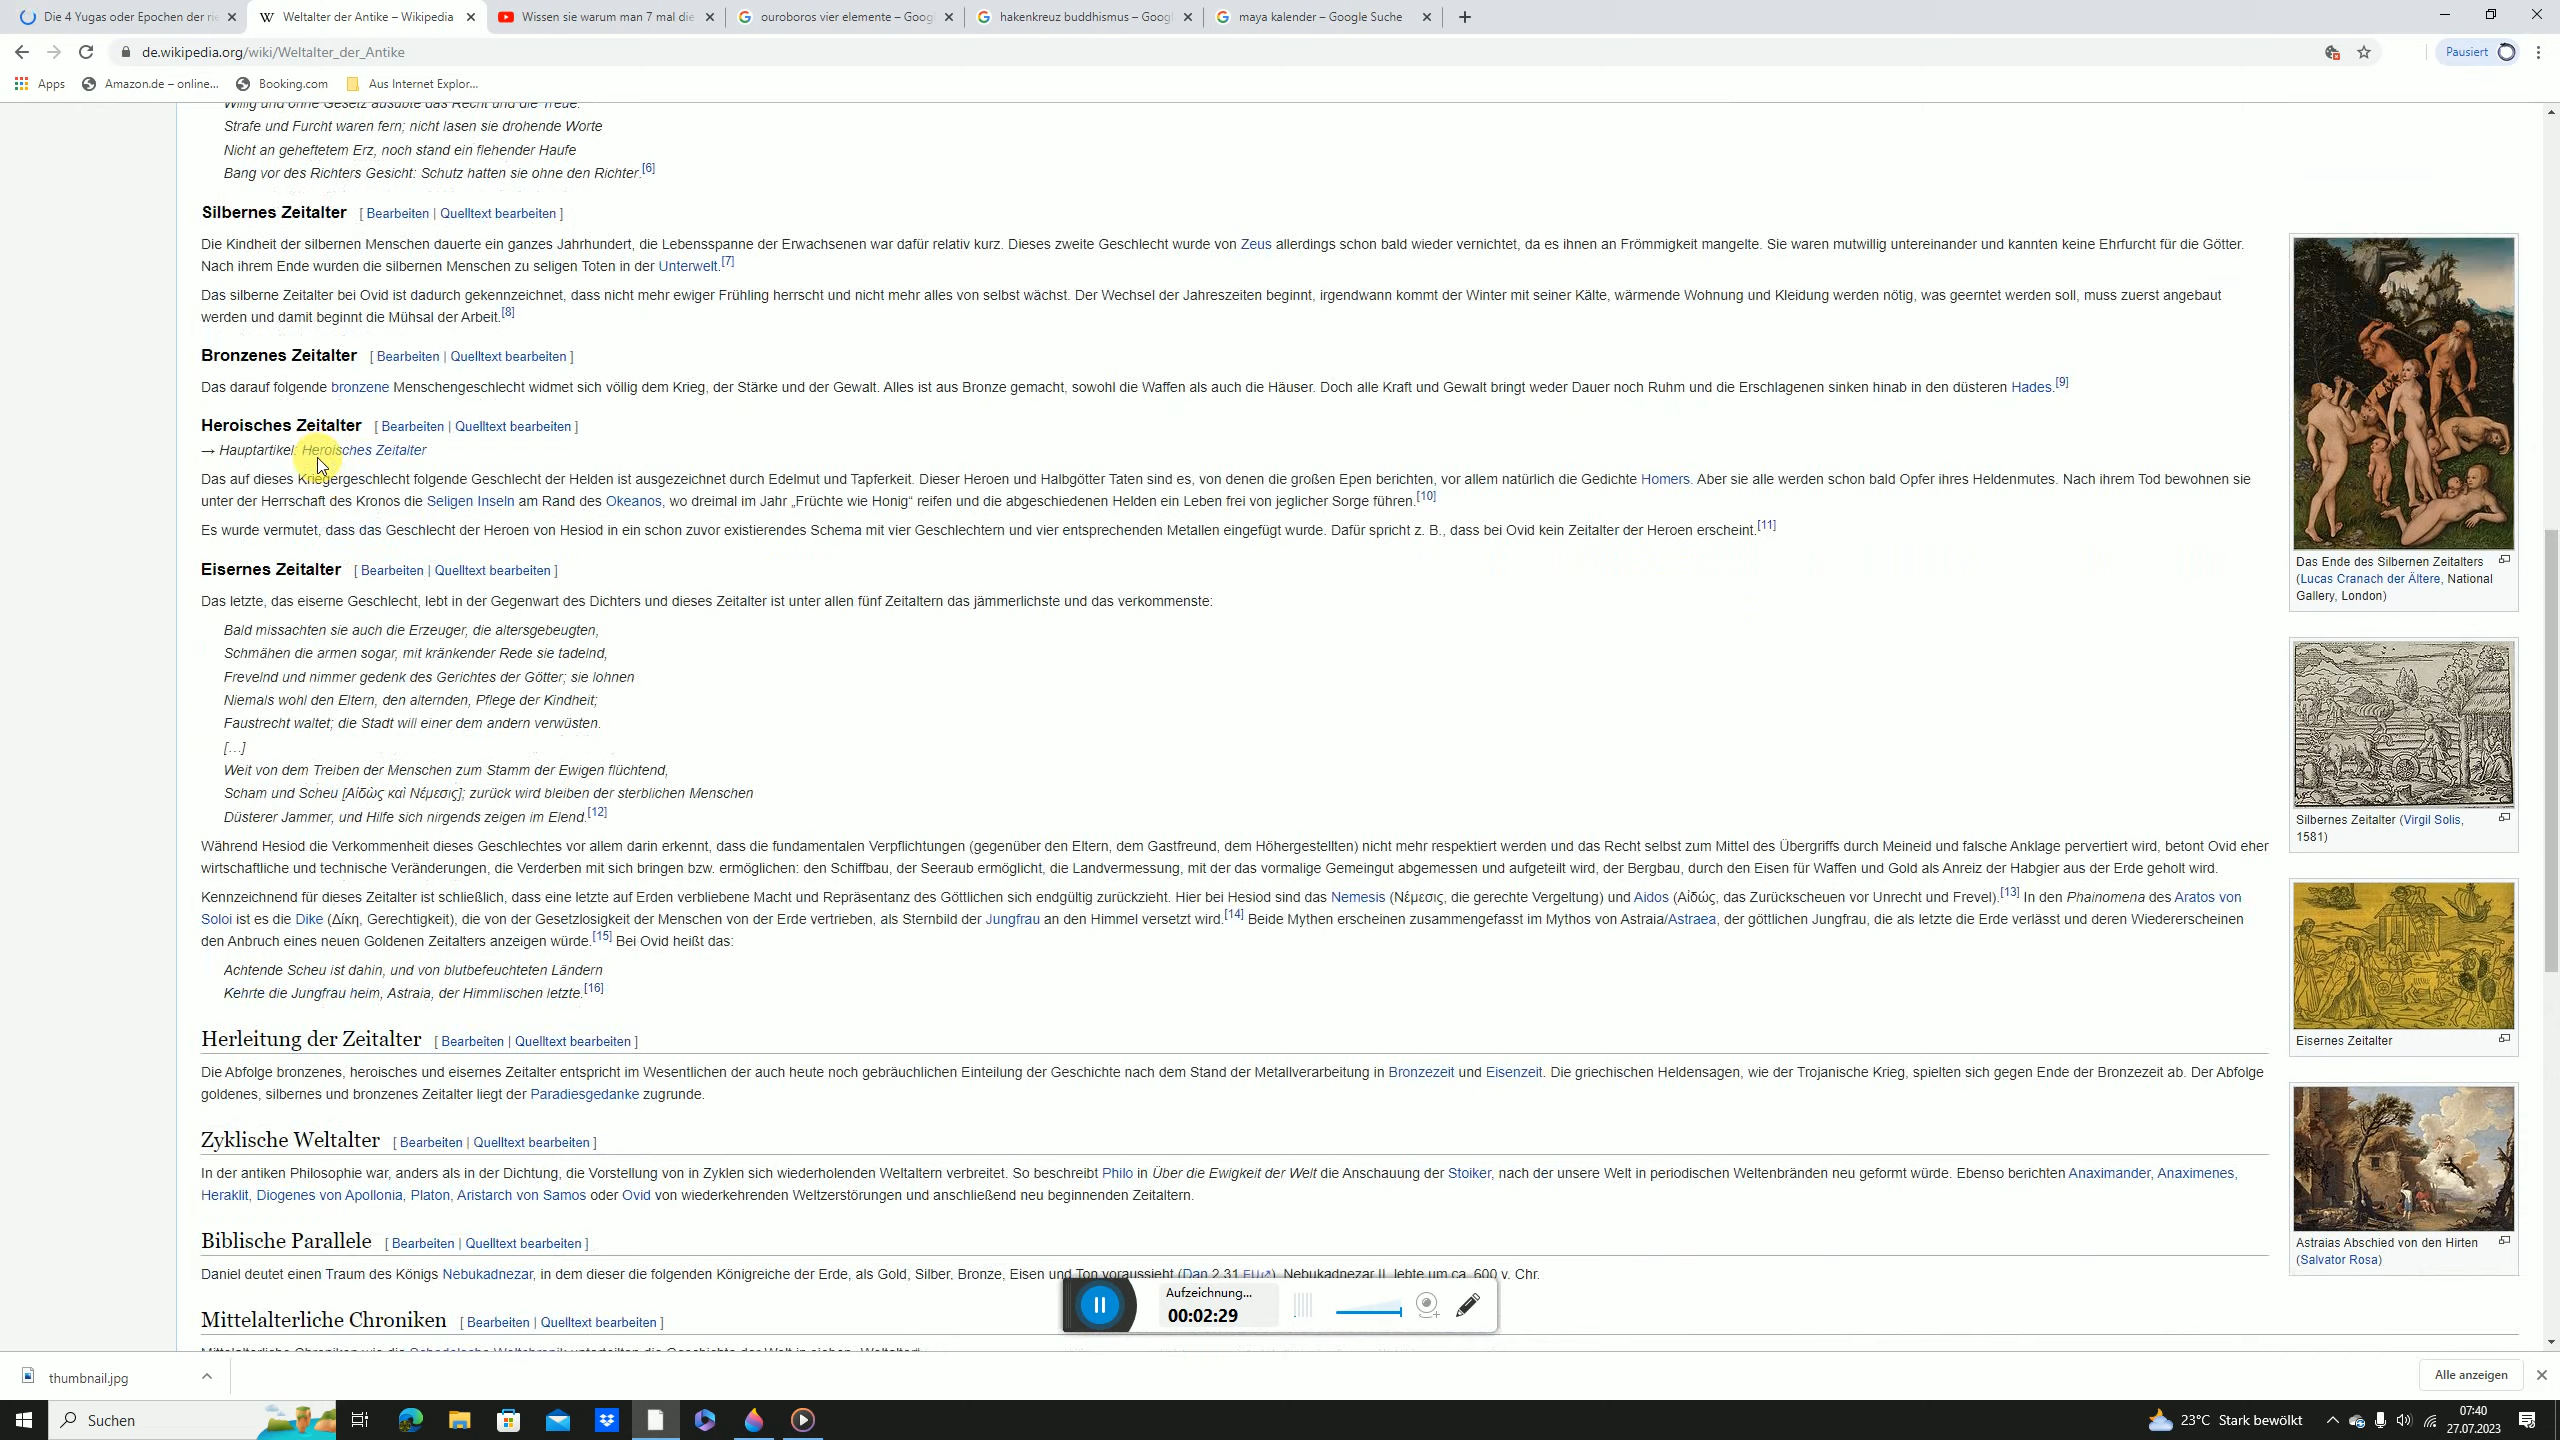 Die 4 Yugas oder Epochen der rie
Weltalter der Antike – Wikipedia
Wissen sie warum man 7 mal die
ouroboros vier elemente – Goog
hakenkreuz buddhismus – Googl
maya kalender – Google Suche
de.wikipedia.org/wiki/Weltalter_der_Antike
Pausiert
Apps
Amazon.de – online...
Booking.com
Aus Internet Explor...
Willig und ohne Gesetz ausübte das Recht und die Treue.
Strafe und Furcht waren fern; nicht lasen sie drohende Worte
Nicht an geheftetem Erz, noch stand ein flehender Haufe
Bang vor des Richters Gesicht: Schutz hatten sie ohne den Richter.[6]
Silbernes Zeitalter [ Bearbeiten | Quelltext bearbeiten ]
Die Kindheit der silbernen Menschen dauerte ein ganzes Jahrhundert, die Lebensspanne der Erwachsenen war dafür relativ kurz. Dieses zweite Geschlecht wurde von Zeus allerdings schon bald wieder vernichtet, da es ihnen an Frömmigkeit mangelte. Sie waren mutwillig untereinander und kannten keine Ehrfurcht für die Götter.
Nach ihrem Ende wurden die silbernen Menschen zu seligen Toten in der Unterwelt.[7]
Das silberne Zeitalter bei Ovid ist dadurch gekennzeichnet, dass nicht mehr ewiger Frühling herrscht und nicht mehr alles von selbst wächst. Der Wechsel der Jahreszeiten beginnt, irgendwann kommt der Winter mit seiner Kälte, wärmende Wohnung und Kleidung werden nötig, was geerntet werden soll, muss zuerst angebaut
werden und damit beginnt die Mühsal der Arbeit.[8]
Bronzenes Zeitalter [ Bearbeiten | Quelltext bearbeiten ]
Das darauf folgende bronzene Menschengeschlecht widmet sich völlig dem Krieg, der Stärke und der Gewalt. Alles ist aus Bronze gemacht, sowohl die Waffen als auch die Häuser. Doch alle Kraft und Gewalt bringt weder Dauer noch Ruhm und die Erschlagenen sinken hinab in den düsteren Hades.[9]
Heroisches Zeitalter [ Bearbeiten | Quelltext bearbeiten ]
→ Hauptartikel: Heroisches Zeitalter
Das auf dieses Kriegergeschlecht folgende Geschlecht der Helden ist ausgezeichnet durch Edelmut und Tapferkeit. Dieser Heroen und Halbgötter Taten sind es, von denen die großen Epen berichten, vor allem natürlich die Gedichte Homers. Aber sie alle werden schon bald Opfer ihres Heldenmutes. Nach ihrem Tod bewohnen sie
unter der Herrschaft des Kronos die Seligen Inseln am Rand des Okeanos, wo dreimal im Jahr „Früchte wie Honig“ reifen und die abgeschiedenen Helden ein Leben frei von jeglicher Sorge führen.[10]
Es wurde vermutet, dass das Geschlecht der Heroen von Hesiod in ein schon zuvor existierendes Schema mit vier Geschlechtern und vier entsprechenden Metallen eingefügt wurde. Dafür spricht z. B., dass bei Ovid kein Zeitalter der Heroen erscheint.[11]
Eisernes Zeitalter [ Bearbeiten | Quelltext bearbeiten ]
Das letzte, das eiserne Geschlecht, lebt in der Gegenwart des Dichters und dieses Zeitalter ist unter allen fünf Zeitaltern das jämmerlichste und das verkommenste:
Bald missachten sie auch die Erzeuger, die altersgebeugten,
Schmähen die armen sogar, mit kränkender Rede sie tadelnd,
Frevelnd und nimmer gedenk des Gerichtes der Götter; sie lohnen
Niemals wohl den Eltern, den alternden, Pflege der Kindheit;
Faustrecht waltet; die Stadt will einer dem andern verwüsten.
[…]
Weit von dem Treiben der Menschen zum Stamm der Ewigen flüchtend,
Scham und Scheu [Αἰδὼς καὶ Νέμεσις]; zurück wird bleiben der sterblichen Menschen
Düsterer Jammer, und Hilfe sich nirgends zeigen im Elend.[12]
Während Hesiod die Verkommenheit dieses Geschlechtes vor allem darin erkennt, dass die fundamentalen Verpflichtungen (gegenüber den Eltern, dem Gastfreund, dem Höhergestellten) nicht mehr respektiert werden und das Recht selbst zum Mittel des Übergriffs durch Meineid und falsche Anklage pervertiert wird, betont Ovid eher
wirtschaftliche und technische Veränderungen, die Verderben mit sich bringen bzw. ermöglichen: den Schiffbau, der Seeraub ermöglicht, die Landvermessung, mit der das vormalige Gemeingut abgemessen und aufgeteilt wird, der Bergbau, durch den Eisen für Waffen und Gold als Anreiz der Habgier aus der Erde geholt wird.
Kennzeichnend für dieses Zeitalter ist schließlich, dass eine letzte auf Erden verbliebene Macht und Repräsentanz des Göttlichen sich endgültig zurückzieht. Hier bei Hesiod sind das Nemesis (Νέμεσις, die gerechte Vergeltung) und Aidos (Αἰδώς, das Zurückscheuen vor Unrecht und Frevel).[13] In den Phainomena des Aratos von
Soloi ist es die Dike (Δίκη, Gerechtigkeit), die von der Gesetzlosigkeit der Menschen von der Erde vertrieben, als Sternbild der Jungfrau an den Himmel versetzt wird.[14] Beide Mythen erscheinen zusammengefasst im Mythos von Astraia/Astraea, der göttlichen Jungfrau, die als letzte die Erde verlässt und deren Wiedererscheinen
den Anbruch eines neuen Goldenen Zeitalters anzeigen würde.[15] Bei Ovid heißt das:
Achtende Scheu ist dahin, und von blutbefeuchteten Ländern
Kehrte die Jungfrau heim, Astraia, der Himmlischen letzte.[16]
Herleitung der Zeitalter [ Bearbeiten | Quelltext bearbeiten ]
Die Abfolge bronzenes, heroisches und eisernes Zeitalter entspricht im Wesentlichen der auch heute noch gebräuchlichen Einteilung der Geschichte nach dem Stand der Metallverarbeitung in Bronzezeit und Eisenzeit. Die griechischen Heldensagen, wie der Trojanische Krieg, spielten sich gegen Ende der Bronzezeit ab. Der Abfolge
goldenes, silbernes und bronzenes Zeitalter liegt der Paradiesgedanke zugrunde.
Zyklische Weltalter [ Bearbeiten | Quelltext bearbeiten ]
In der antiken Philosophie war, anders als in der Dichtung, die Vorstellung von in Zyklen sich wiederholenden Weltaltern verbreitet. So beschreibt Philo in Über die Ewigkeit der Welt die Anschauung der Stoiker, nach der unsere Welt in periodischen Weltenbränden neu geformt würde. Ebenso berichten Anaximander, Anaximenes,
Heraklit, Diogenes von Apollonia, Platon, Aristarch von Samos oder Ovid von wiederkehrenden Weltzerstörungen und anschließend neu beginnenden Zeitaltern.
Biblische Parallele [ Bearbeiten | Quelltext bearbeiten ]
Daniel deutet einen Traum des Königs Nebukadnezar, in dem dieser die folgenden Königreiche der Erde, als Gold, Silber, Bronze, Eisen und Ton voraussieht (Dan 2,31 EU). Nebukadnezar II. lebte um ca. 600 v. Chr.
Mittelalterliche Chroniken [ Bearbeiten | Quelltext bearbeiten ]
Mittelalterliche Chroniken wie die Schedelsche Weltchronik unterteilten die Geschichte der Welt in sieben „Weltalter“
Das Ende des Silbernen Zeitalters
(Lucas Cranach der Ältere, National
Gallery, London)
Silbernes Zeitalter (Virgil Solis,
1581)
Eisernes Zeitalter
Astraias Abschied von den Hirten
(Salvator Rosa)
Aufzeichnung...
00:02:29
thumbnail.jpg
Alle anzeigen
Suchen
23°C Stark bewölkt
07:40
27.07.2023